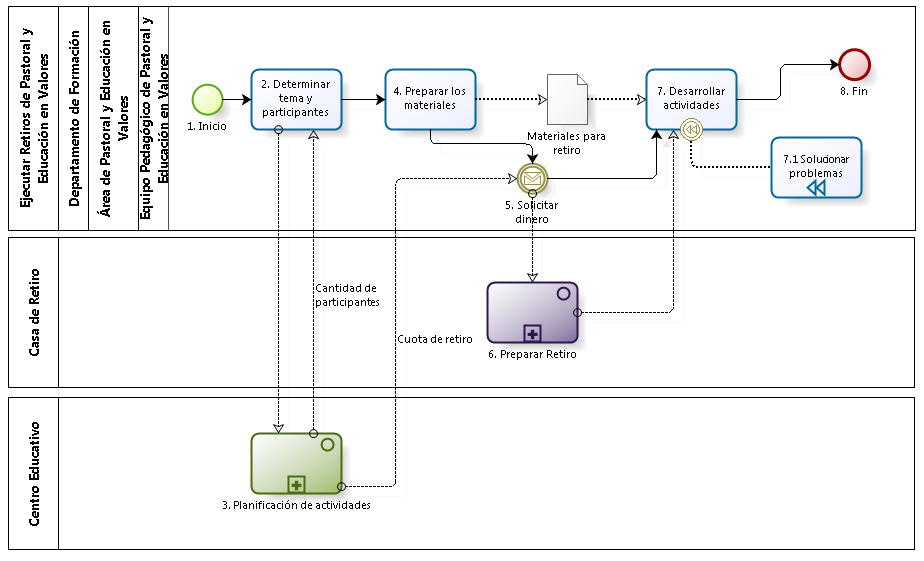 Ejecutar Retiros de Pastoral y
Educación en Valores
Departamento de Formación
Área de Pastoral y Educación en
Valores
Equipo Pedagógico de Pastoral y
Educación en Valores
1. Inicio
2. Determinar
tema y
participantes
4. Preparar los
materiales
Materiales para
retiro
7. Desarrollar
actividades
8. Fin
7.1 Solucionar
problemas
5. Solicitar
dinero
Casa de Retiro
Cantidad de
participantes
Cuota de retiro
6. Preparar Retiro
Centro Educativo
3. Planificación de actividades